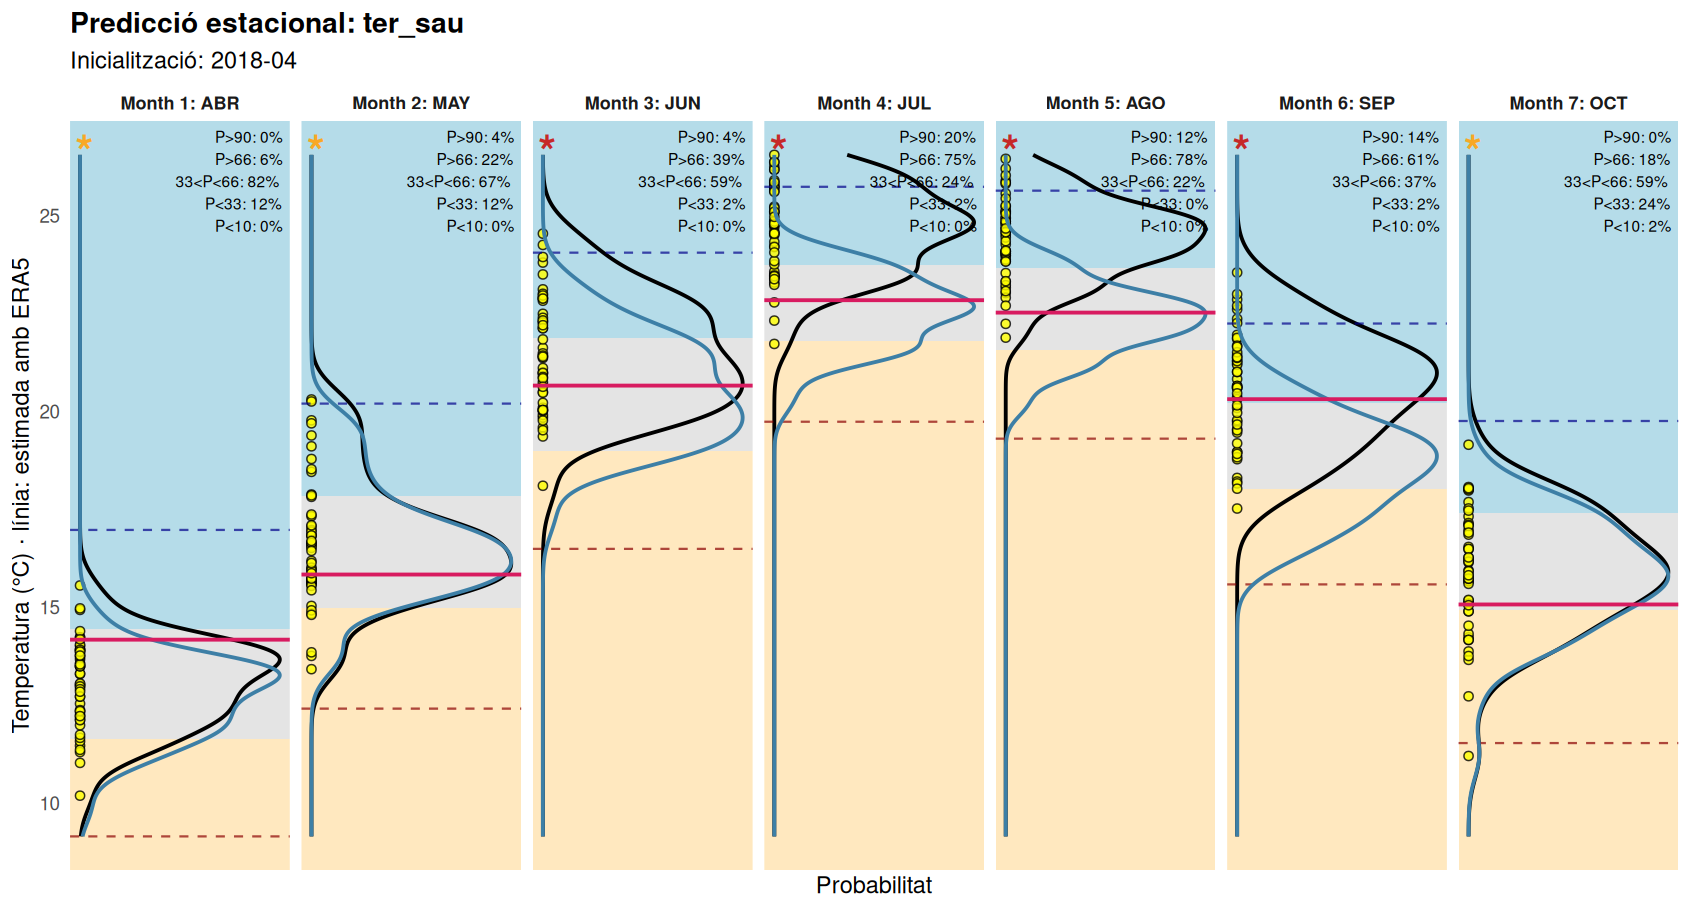 Predicció estacional: ter_sau
Inicialització: 2018-04
Month 1: ABR
Month 2: MAY
Month 3: JUN
Month 4: JUL
Month 5: AGO
Month 6: SEP
Month 7: OCT
P>90: 0%
P>66: 6%
33<P<66: 82%
P<33: 12%
P<10: 0%
P>90: 4%
P>66: 22%
33<P<66: 67%
P<33: 12%
P<10: 0%
P>90: 4%
P>66: 39%
33<P<66: 59%
P<33: 2%
P<10: 0%
P>90: 20%
P>66: 75%
33<P<66: 24%
P<33: 2%
P<10: 0%
P>90: 12%
P>66: 78%
33<P<66: 22%
P<33: 0%
P<10: 0%
P>90: 14%
P>66: 61%
33<P<66: 37%
P<33: 2%
P<10: 0%
P>90: 0%
P>66: 18%
33<P<66: 59%
P<33: 24%
P<10: 2%
25
20
15
10
Temperatura (°C) · línia: estimada amb ERA5
Probabilitat